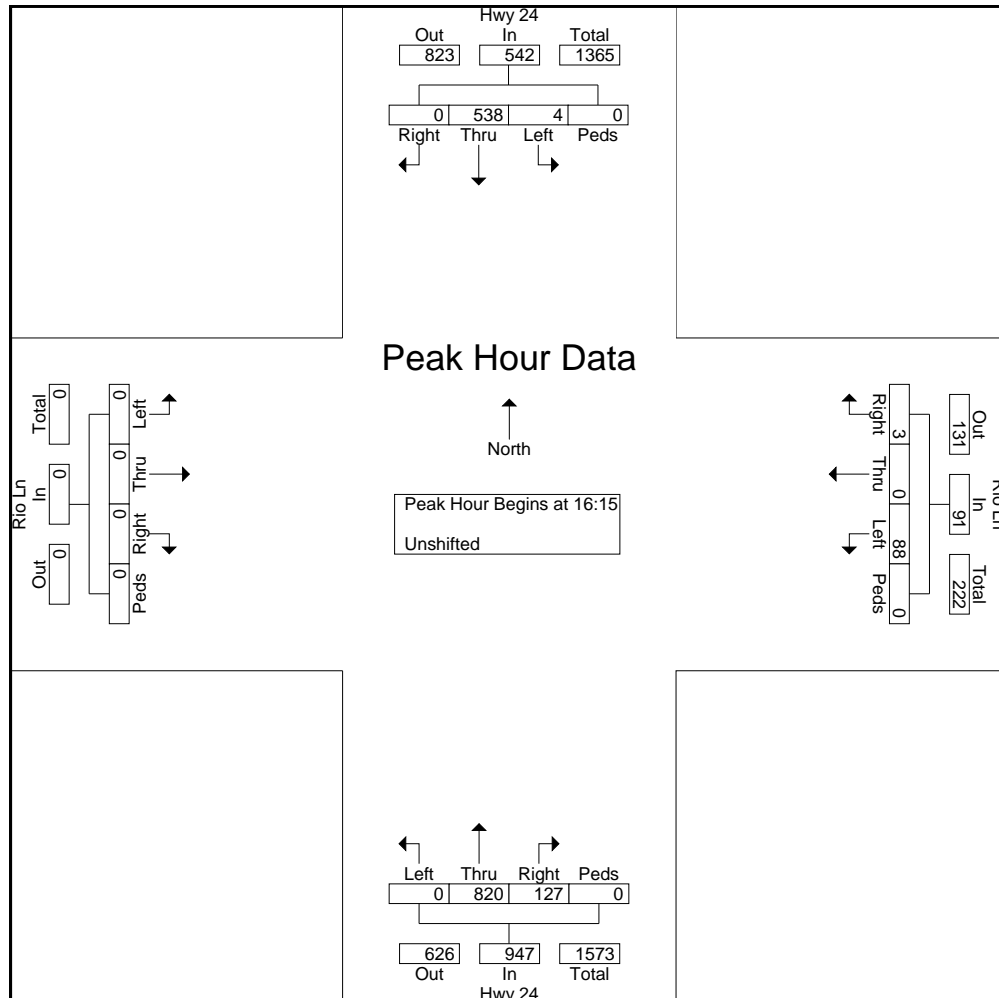 Hwy 24
Out In Total
823 542 1365
0 538 4 0
Right Thru Left Peds
Peak Hour Data
North
Peak Hour Begins at 16:15
Unshifted
Rio Ln
Total In Out
0 0 0
0 0 0 0
Left Thru Right Peds
Rio Ln
Out In Total
131 91 222
3 0 88 0
Right Thru Left Peds
Left Thru Right Peds
0 820 127 0
626 947 1573
Out In Total
Hwy 24